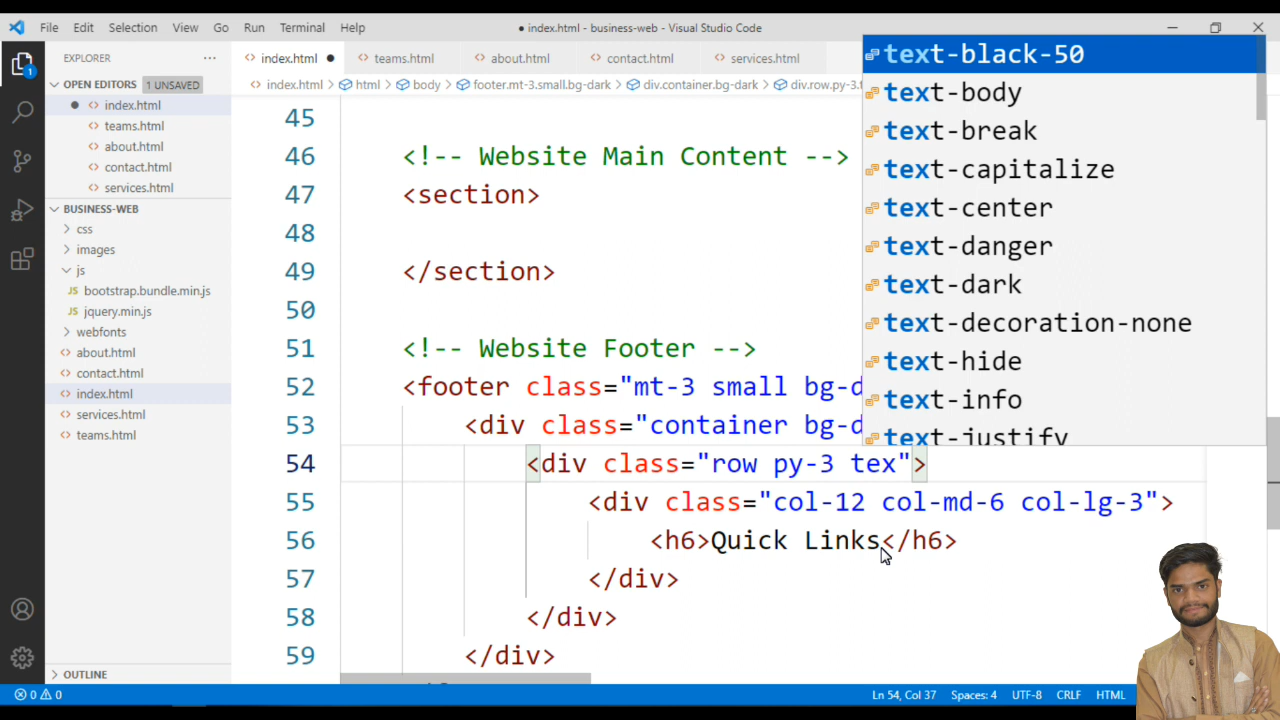 File Edit Selection View Go Run Terminal Help
● index.html - business-web - Visual Studio Code
EXPLORER ...
OPEN EDITORS 1 UNSAVED
index.html
teams.html
about.html
contact.html
services.html
BUSINESS-WEB
css
images
js
bootstrap.bundle.min.js
jquery.min.js
webfonts
about.html
contact.html
index.html
services.html
teams.html
OUTLINE
1
index.html ● teams.html about.html contact.html services.html
index.html > html > body > footer.mt-3.small.bg-dark > div.container.bg-dark > div.row.py-3.
45
46 <!-- Website Main Content -->
47 <section>
48
49 </section>
50
51 <!-- Website Footer -->
52 <footer class="mt-3 small bg-d
53 <div class="container bg-d
54 <div class="row py-3 tex">
55 <div class="col-12 col-md-6 col-lg-3">
56 <h6>Quick Links</h6>
57 </div>
58 </div>
59 </div>
text-black-50
text-body
text-break
text-capitalize
text-center
text-danger
text-dark
text-decoration-none
text-hide
text-info
text-justify
0 0 Ln 54, Col 37 Spaces: 4 UTF-8 CRLF HTML